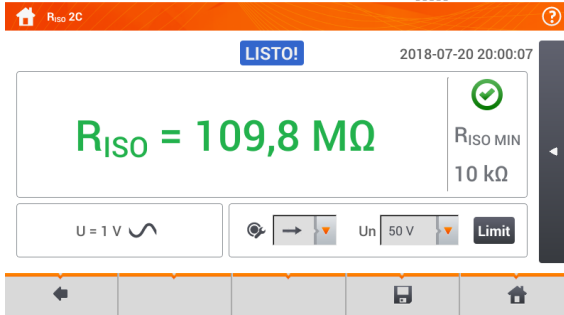 RISO 2C
LISTO!
2018-07-20 20:00:07
RISO = 109,8 MΩ
RISO MIN
10 kΩ
U = 1 V
Un 50 V Limit